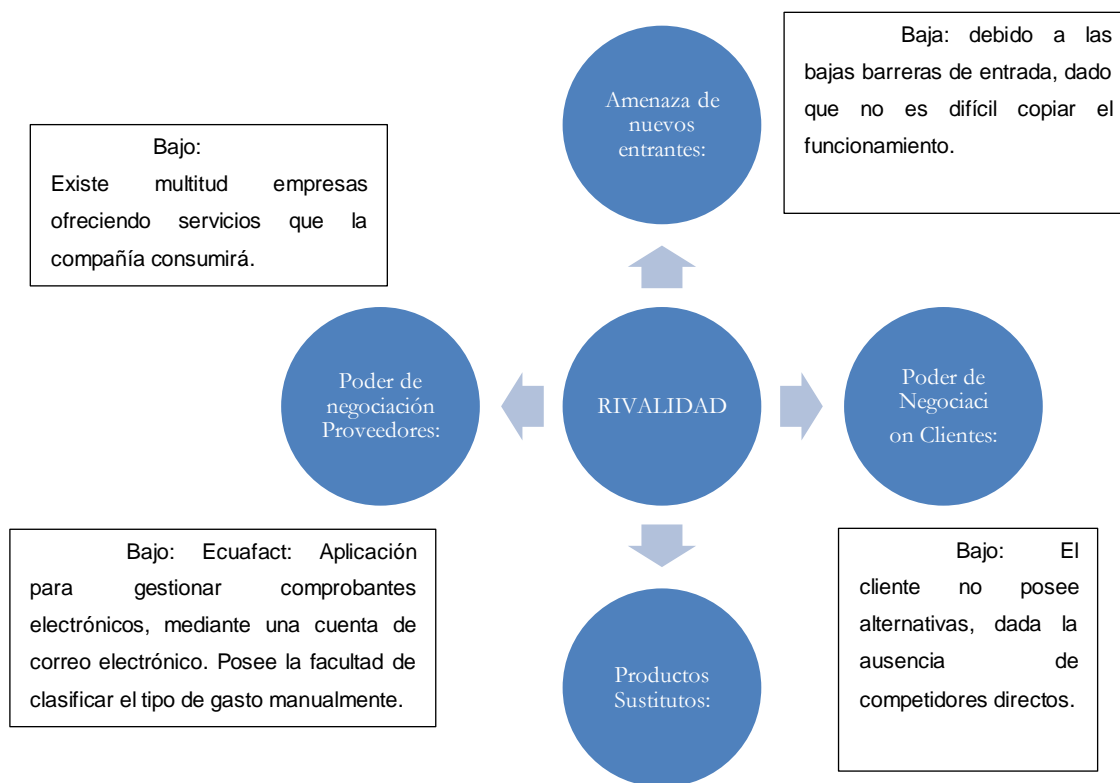 Amenaza de
nuevos
entrantes:
Baja: debido a las
bajas barreras de entrada, dado
que no es difícil copiar el
funcionamiento.
Bajo:
Existe multitud empresas
ofreciendo servicios que la
compañía consumirá.
Poder de
negociación
Proveedores:
RIVALIDAD
Poder de
Negociaci
on Clientes:
Bajo: Ecuafact: Aplicación
para gestionar comprobantes
electrónicos, mediante una cuenta de
correo electrónico. Posee la facultad de
clasificar el tipo de gasto manualmente.
Productos
Sustitutos:
Bajo: El
cliente no posee
alternativas, dada la
ausencia de
competidores directos.